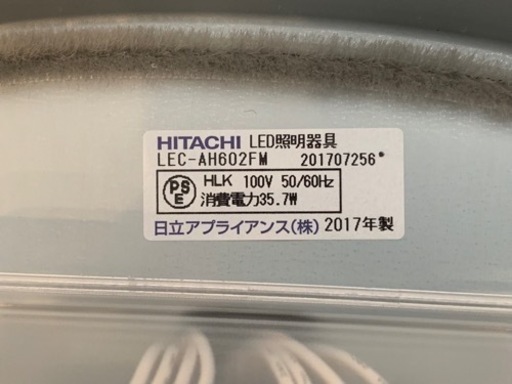 HITACHI LED照明器具
LEC-AH602FM 201707256*
PSE HLK 100V 50/60Hz
消費電力35.7W
日立アプライアンス(株) 2017年製